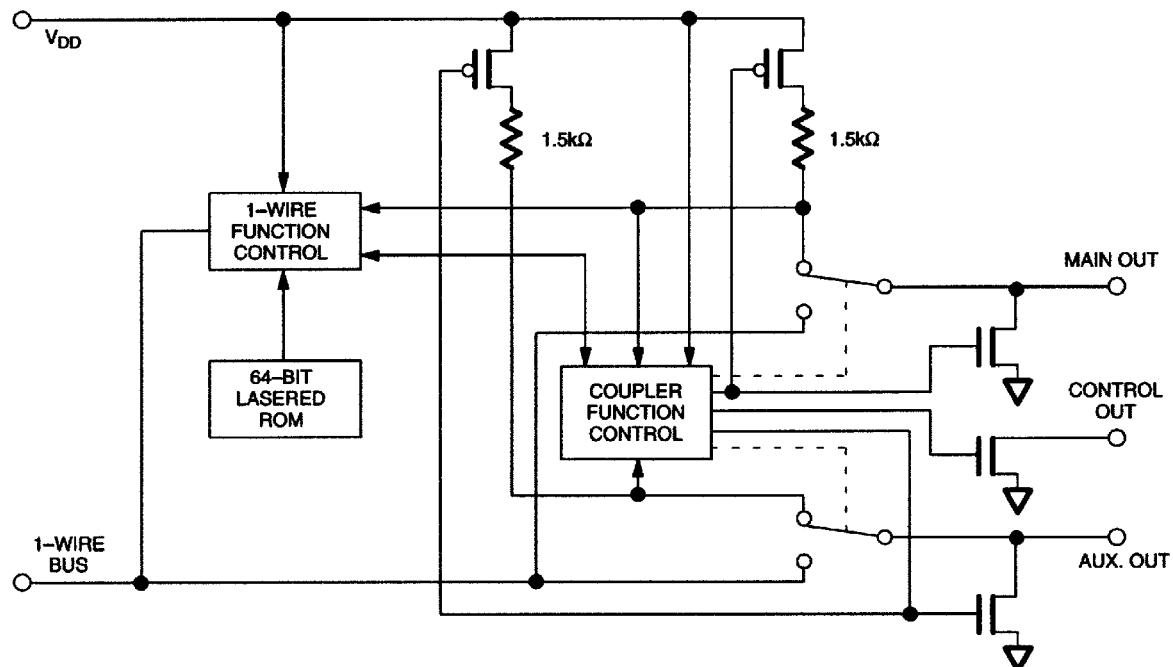 VDD
1.5kΩ
1.5kΩ
1–WIRE
FUNCTION
CONTROL
MAIN OUT
64–BIT
LASERED
ROM
COUPLER
FUNCTION
CONTROL
CONTROL
OUT
1–WIRE
BUS
AUX. OUT